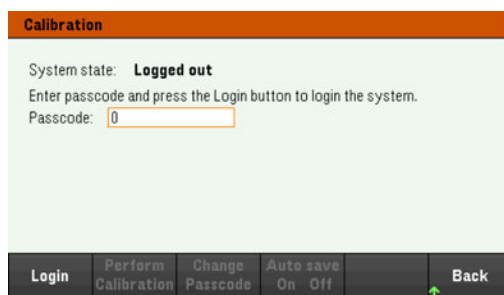 Calibration
System state: Logged out
Enter passcode and press the Login button to login the system.
Passcode: 0
Login
Perform Calibration
Change Passcode
Auto save On Off
Back